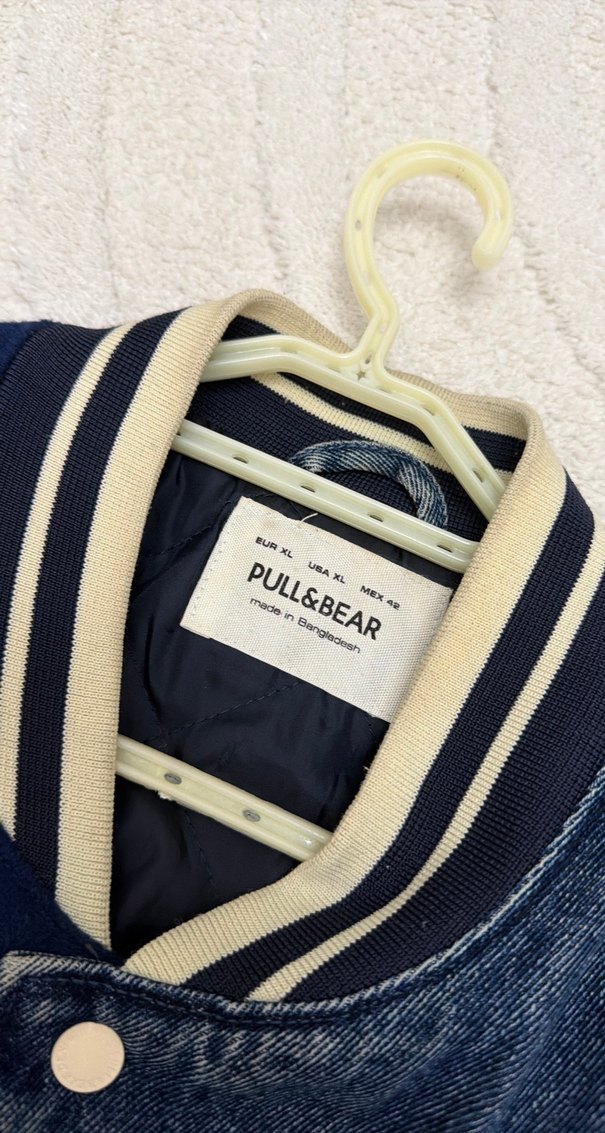 EUR XL USA XL MEX 42
PULL&BEAR
made in Bangladesh